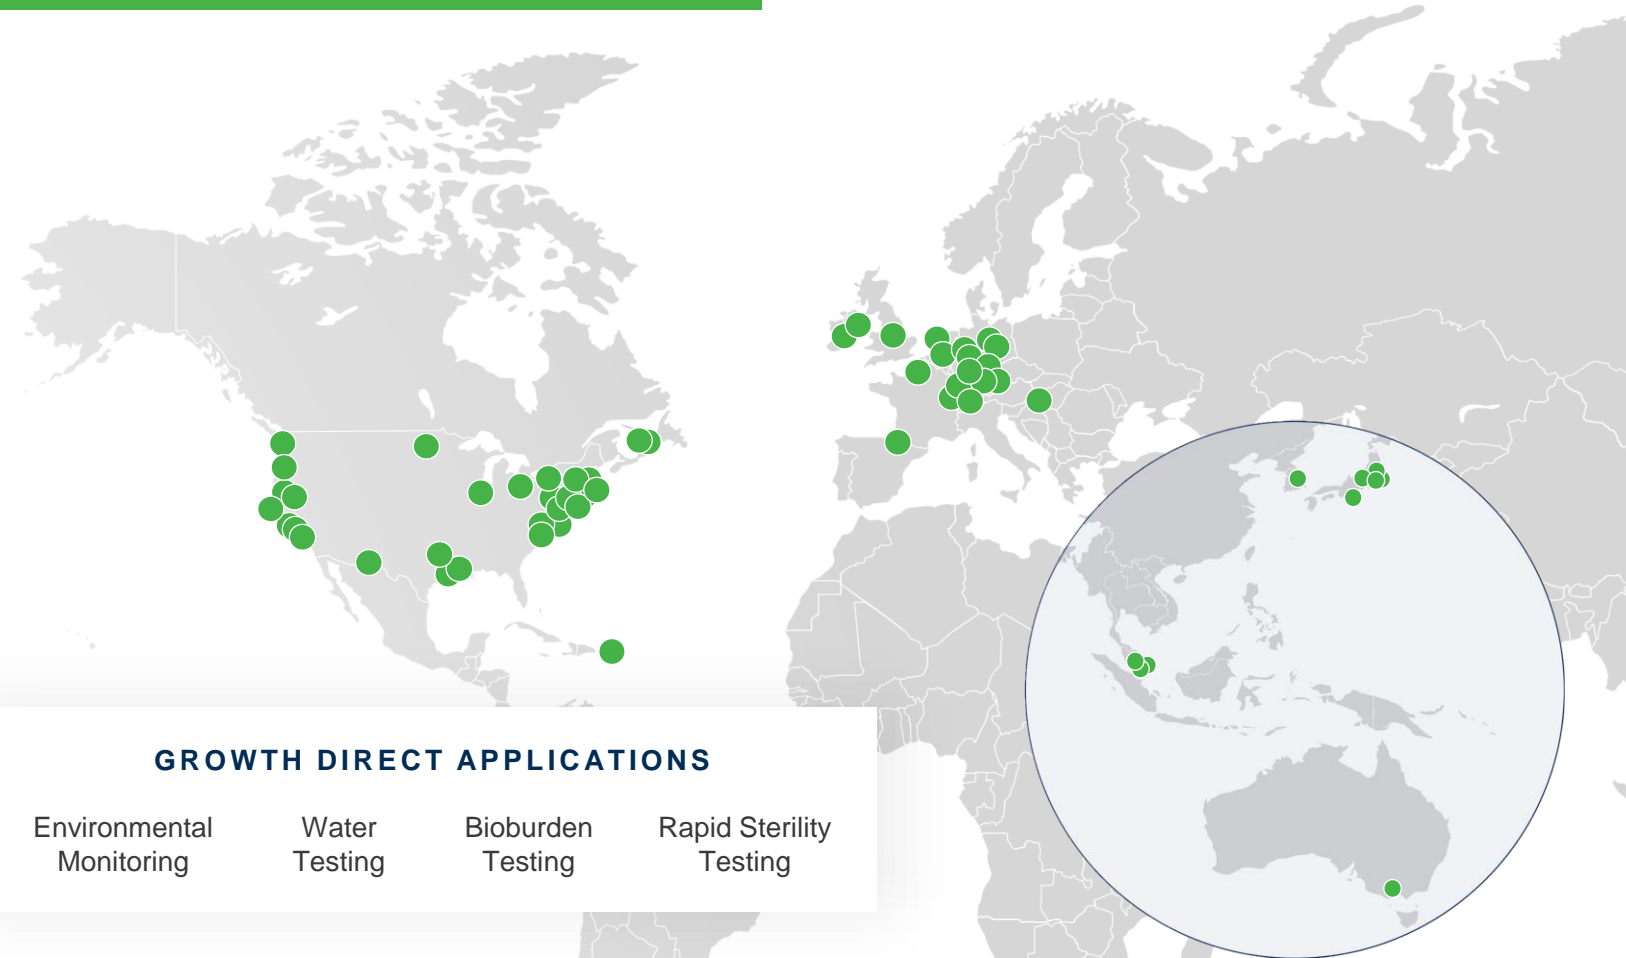 GROWTH DIRECT APPLICATIONS
Environmental
Monitoring
Water
Testing
Bioburden
Testing
Rapid Sterility
Testing